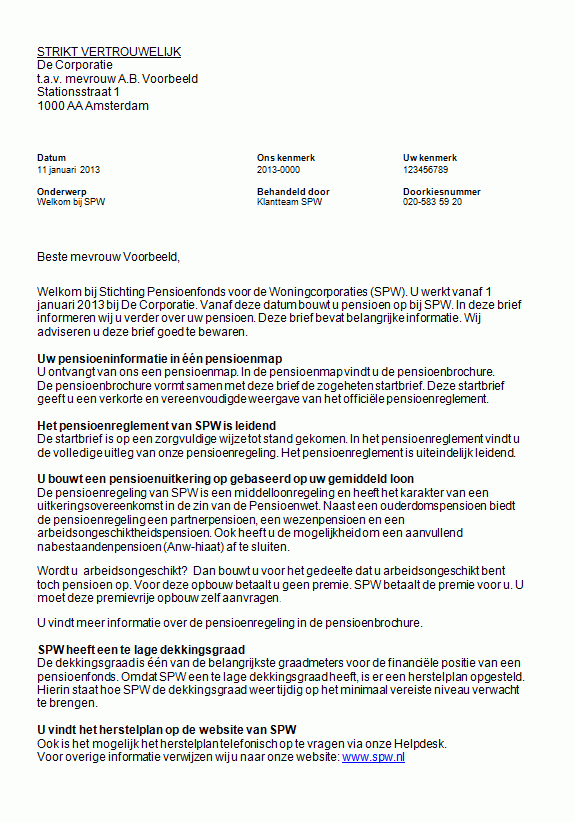 STRIKT VERTROUWELIJK
De Corporatie
t.a.v. mevrouw A.B. Voorbeeld
Stationsstraat 1
1000 AA Amsterdam
Datum Ons kenmerk Uw kenmerk
11 januari 2013 2013-0000 123456789
Onderwerp Behandeld door Doorkiesnummer
Welkom bij SPW Klantteam SPW 020-583 59 20
Beste mevrouw Voorbeeld,
Welkom bij Stichting Pensioenfonds voor de Woningcorporaties (SPW). U werkt vanaf 1
januari 2013 bij De Corporatie. Vanaf deze datum bouwt u pensioen op bij SPW. In deze brief
informeren wij u verder over uw pensioen. Deze brief bevat belangrijke informatie. Wij
adviseren u deze brief goed te bewaren.
Uw pensioeninformatie in één pensioenmap
U ontvangt van ons een pensioenmap. In de pensioenmap vindt u de pensioenbrochure.
De pensioenbrochure vormt samen met deze brief de zogeheten startbrief. Deze startbrief
geeft u een verkorte en vereenvoudigde weergave van het officiële pensioenreglement.
Het pensioenreglement van SPW is leidend
De startbrief is op een zorgvuldige wijze tot stand gekomen. In het pensioenreglement vindt u
de volledige uitleg van onze pensioenregeling. Het pensioenreglement is uiteindelijk leidend.
U bouwt een pensioenuitkering op gebaseerd op uw gemiddeld loon
De pensioenregeling van SPW is een middelloonregeling en heeft het karakter van een
uitkeringsovereenkomst in de zin van de Pensioenwet. Naast een ouderdomspensioen biedt
de pensioenregeling een partnerpensioen, een wezenpensioen en een
arbeidsongeschiktheidspensioen. Ook heeft u de mogelijkheid om een aanvullend
nabestaandenpensioen (Anw-hiaat) af te sluiten.
Wordt u arbeidsongeschikt? Dan bouwt u voor het gedeelte dat u arbeidsongeschikt bent
toch pensioen op. Voor deze opbouw betaalt u geen premie. SPW betaalt de premie voor u. U
moet deze premievrije opbouw zelf aanvragen.
U vindt meer informatie over de pensioenregeling in de pensioenbrochure.
SPW heeft een te lage dekkingsgraad
De dekkingsgraad is één van de belangrijkste graadmeters voor de financiële positie van een
pensioenfonds. Omdat SPW een te lage dekkingsgraad heeft, is er een herstelplan opgesteld.
Hierin staat hoe SPW de dekkingsgraad weer tijdig op het minimaal vereiste niveau verwacht
te brengen.
U vindt het herstelplan op de website van SPW
Ook is het mogelijk het herstelplan telefonisch op te vragen via onze Helpdesk.
Voor overige informatie verwijzen wij u naar onze website: www.spw.nl